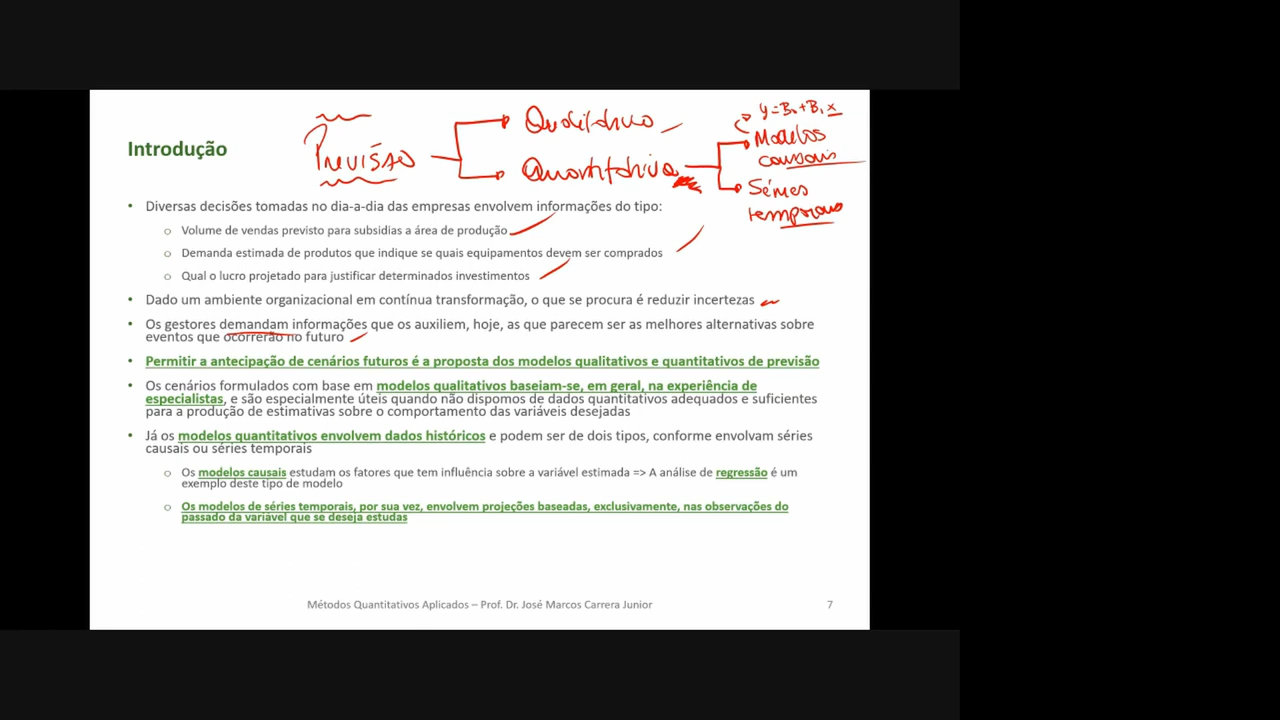 y = B₀ + B₁ x
Previsão
Qualitativo
Quantitativa
Modelos
causais
Séries
temporais
Introdução
• Diversas decisões tomadas no dia-a-dia das empresas envolvem informações do tipo:
o Volume de vendas previsto para subsidias a área de produção
o Demanda estimada de produtos que indique se quais equipamentos devem ser comprados
o Qual o lucro projetado para justificar determinados investimentos
• Dado um ambiente organizacional em contínua transformação, o que se procura é reduzir incertezas
• Os gestores demandam informações que os auxiliem, hoje, as que parecem ser as melhores alternativas sobre
eventos que ocorrerão no futuro
• Permitir a antecipação de cenários futuros é a proposta dos modelos qualitativos e quantitativos de previsão
• Os cenários formulados com base em modelos qualitativos baseiam-se, em geral, na experiência de
especialistas, e são especialmente úteis quando não dispomos de dados quantitativos adequados e suficientes
para a produção de estimativas sobre o comportamento das variáveis desejadas
• Já os modelos quantitativos envolvem dados históricos e podem ser de dois tipos, conforme envolvam séries
causais ou séries temporais
o Os modelos causais estudam os fatores que tem influência sobre a variável estimada => A análise de regressão é um
exemplo deste tipo de modelo
o Os modelos de séries temporais, por sua vez, envolvem projeções baseadas, exclusivamente, nas observações do
passado da variável que se deseja estudas
Métodos Quantitativos Aplicados – Prof. Dr. José Marcos Carrera Junior
7